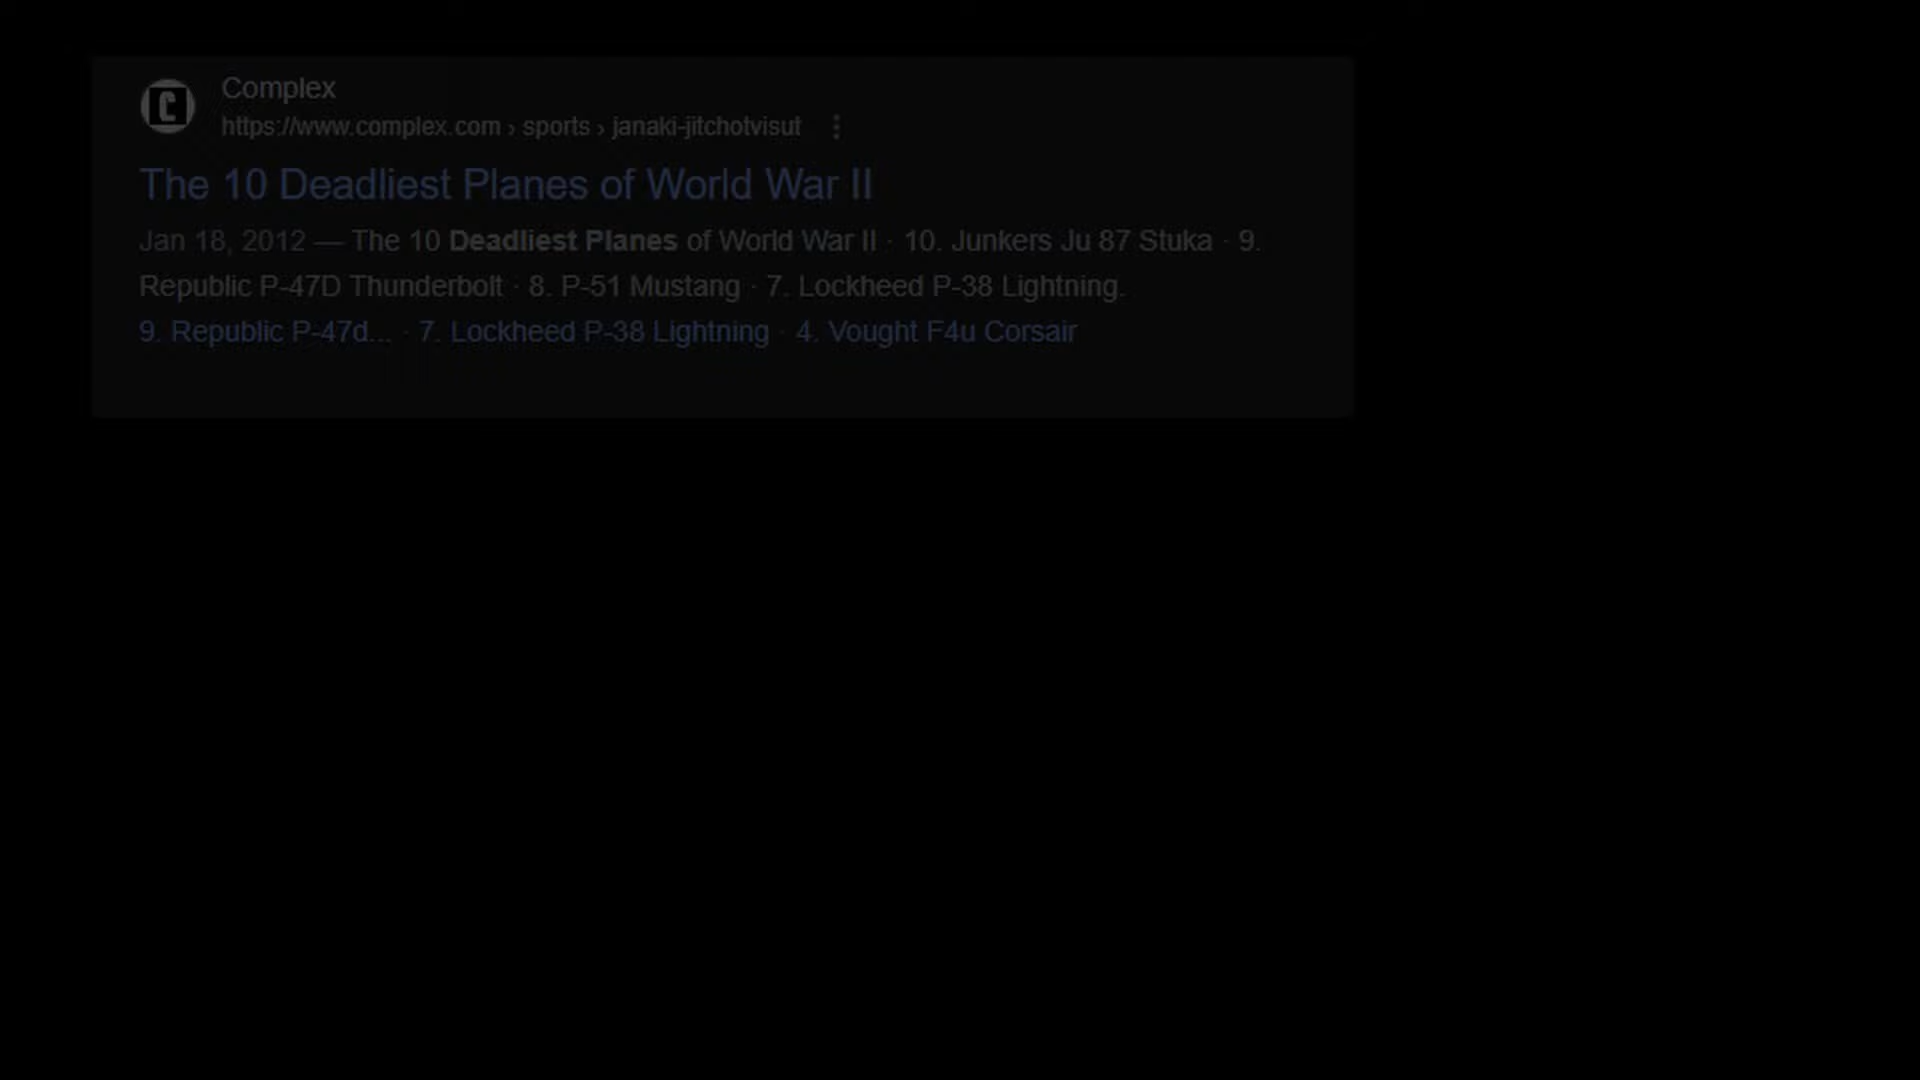 Complex
https://www.complex.com › sports › janaki-jitchotvisut
The 10 Deadliest Planes of World War II
Jan 18, 2012 — The 10 Deadliest Planes of World War II · 10. Junkers Ju 87 Stuka · 9.
Republic P-47D Thunderbolt · 8. P-51 Mustang · 7. Lockheed P-38 Lightning.
9. Republic P-47d... · 7. Lockheed P-38 Lightning · 4. Vought F4u Corsair